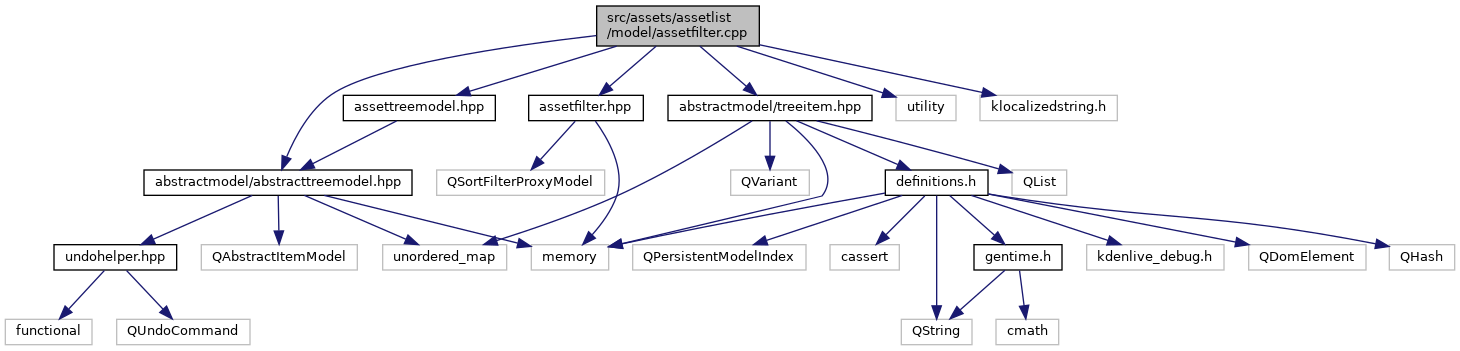 src/assets/assetlist
/model/assetfilter.cpp
assettreemodel.hpp
assetfilter.hpp
abstractmodel/treeitem.hpp
utility
klocalizedstring.h
abstractmodel/abstracttreemodel.hpp
QSortFilterProxyModel
QVariant
definitions.h
QList
undohelper.hpp
QAbstractItemModel
unordered_map
memory
QPersistentModelIndex
cassert
gentime.h
kdenlive_debug.h
QDomElement
QHash
functional
QUndoCommand
QString
cmath